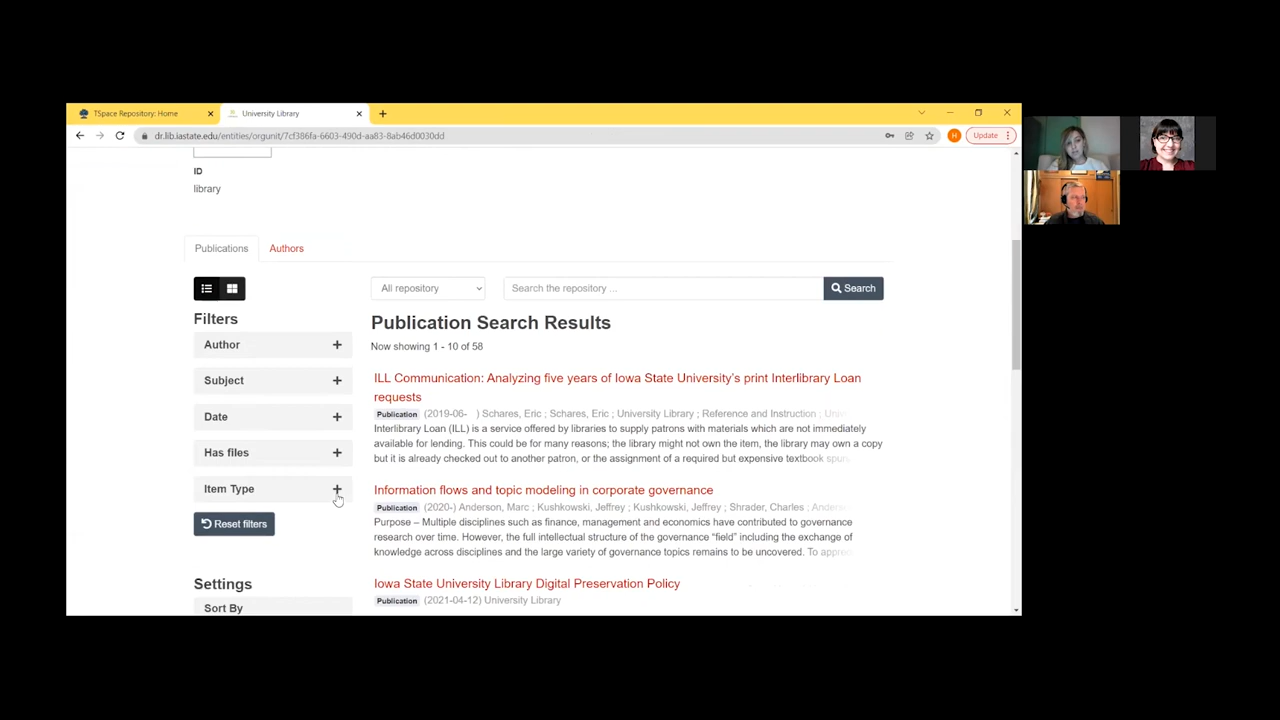 TSpace Repository: Home
University Library
dr.lib.iastate.edu/entities/orgunit/7cf386fa-6603-490d-aa83-8ab46d0030dd
H
Update
ID
library
Publications
Authors
All repository
Search the repository ...
Search
Filters
Author
Subject
Date
Has files
Item Type
Reset filters
Settings
Sort By
Publication Search Results
Now showing 1 - 10 of 58
ILL Communication: Analyzing five years of Iowa State University's print Interlibrary Loan
requests
Publication (2019-06- ) Schares, Eric ; Schares, Eric ; University Library ; Reference and Instruction ;
Interlibrary Loan (ILL) is a service offered by libraries to supply patrons with materials which are not immediately
available for lending. This could be for many reasons; the library might not own the item, the library may own a copy
but it is already checked out to another patron, or the assignment of a required but expensive textbook
Information flows and topic modeling in corporate governance
Publication (2020-) Anderson, Marc ; Kushkowski, Jeffrey ; Kushkowski, Jeffrey ; Shrader, Charles ;
Purpose – Multiple disciplines such as finance, management and economics have contributed to governance
research over time. However, the full intellectual structure of the governance “field” including the exchange of
knowledge across disciplines and the large variety of governance topics remains to be uncovered. To
Iowa State University Library Digital Preservation Policy
Publication (2021-04-12) University Library